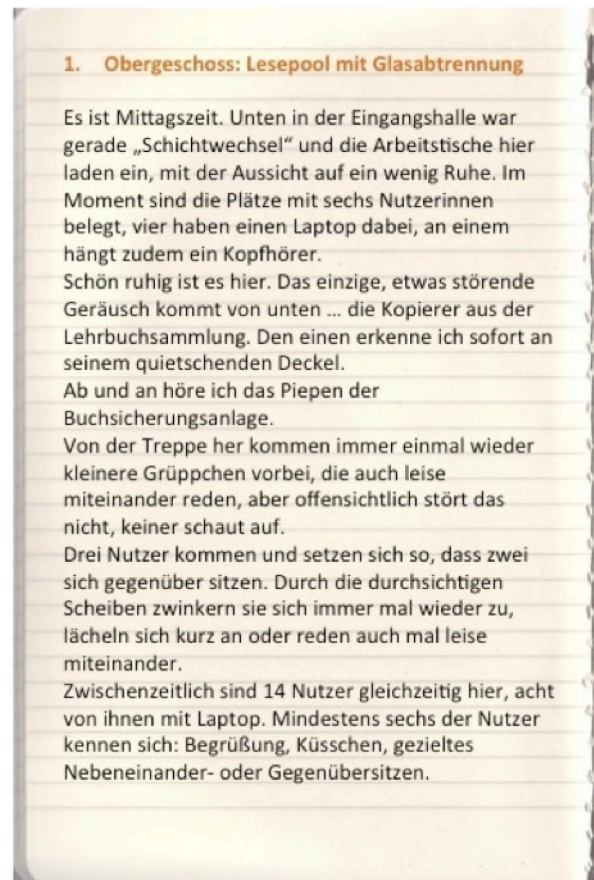 1. Obergeschoss: Lesepool mit Glasabtrennung
Es ist Mittagszeit. Unten in der Eingangshalle war
gerade „Schichtwechsel“ und die Arbeitstische hier
laden ein, mit der Aussicht auf ein wenig Ruhe. Im
Moment sind die Plätze mit sechs Nutzerinnen
belegt, vier haben einen Laptop dabei, an einem
hängt zudem ein Kopfhörer.
Schön ruhig ist es hier. Das einzige, etwas störende
Geräusch kommt von unten ... die Kopierer aus der
Lehrbuchsammlung. Den einen erkenne ich sofort an
seinem quietschenden Deckel.
Ab und an höre ich das Piepen der
Buchsicherungsanlage.
Von der Treppe her kommen immer einmal wieder
kleinere Grüppchen vorbei, die auch leise
miteinander reden, aber offensichtlich stört das
nicht, keiner schaut auf.
Drei Nutzer kommen und setzen sich so, dass zwei
sich gegenüber sitzen. Durch die durchsichtigen
Scheiben zwinkern sie sich immer mal wieder zu,
lächeln sich kurz an oder reden auch mal leise
miteinander.
Zwischenzeitlich sind 14 Nutzer gleichzeitig hier, acht
von ihnen mit Laptop. Mindestens sechs der Nutzer
kennen sich: Begrüßung, Küsschen, gezieltes
Nebeneinander- oder Gegenübersitzen.